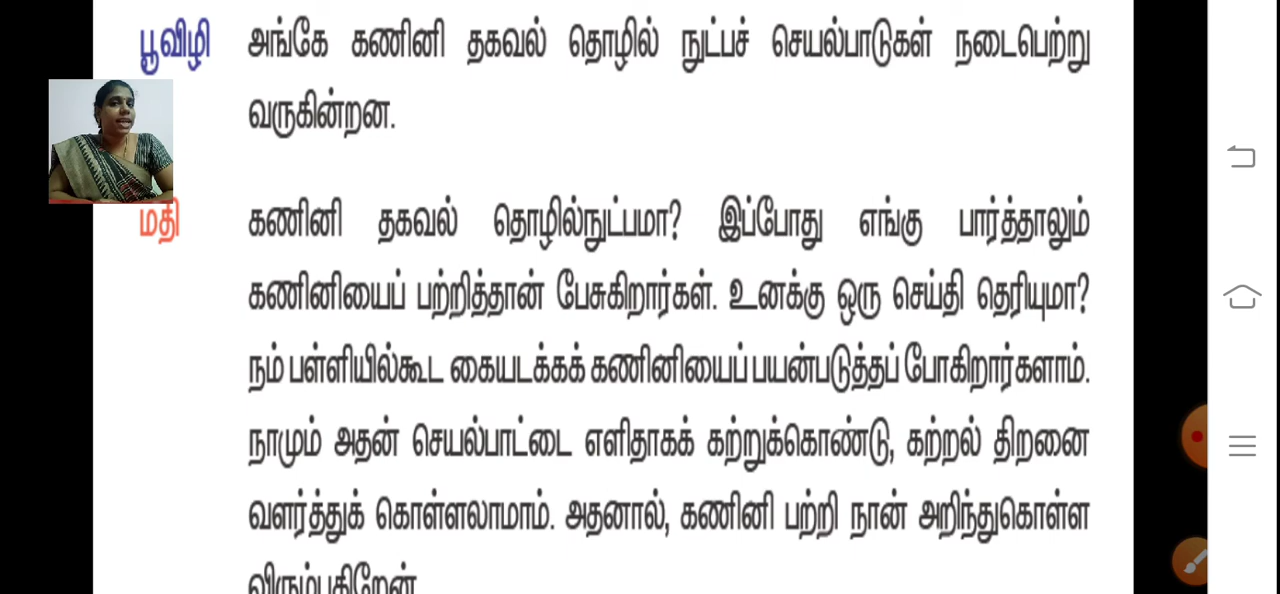 பூவிழி அங்கே கணினி தகவல் தொழில் நுட்பச் செயல்பாடுகள் நடைபெற்று
வருகின்றன.
மதி கணினி தகவல் தொழில்நுட்பமா? இப்போது எங்கு பார்த்தாலும்
கணினியைப் பற்றித்தான் பேசுகிறார்கள். உனக்கு ஒரு செய்தி தெரியுமா?
நம் பள்ளியில்கூட கையடக்கக் கணினியைப் பயன்படுத்தப் போகிறார்களாம்.
நாமும் அதன் செயல்பாட்டை எளிதாகக் கற்றுக்கொண்டு, கற்றல் திறனை
வளர்த்துக் கொள்ளலாமாம். அதனால், கணினி பற்றி நான் அறிந்துகொள்ள
விரும்புகிறேன்